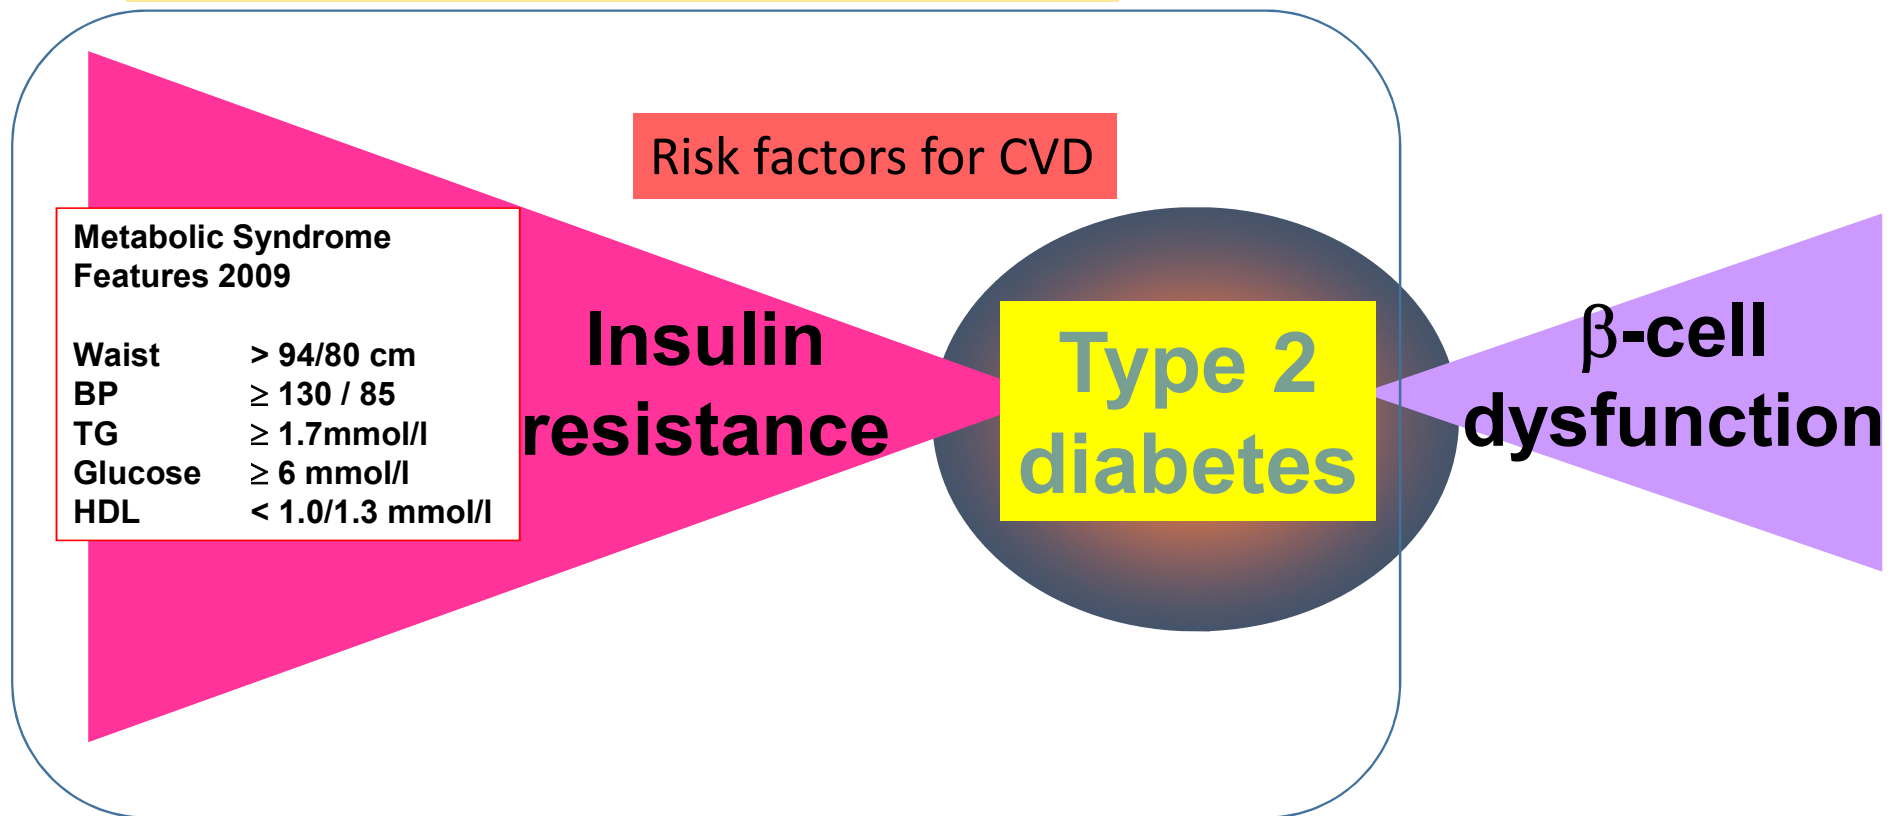 Risk factors for CVD
Metabolic Syndrome
Features 2009
Waist > 94/80 cm
BP ≥ 130 / 85
TG ≥ 1.7mmol/l
Glucose ≥ 6 mmol/l
HDL < 1.0/1.3 mmol/l
Insulin
resistance
Type 2
diabetes
β-cell
dysfunction